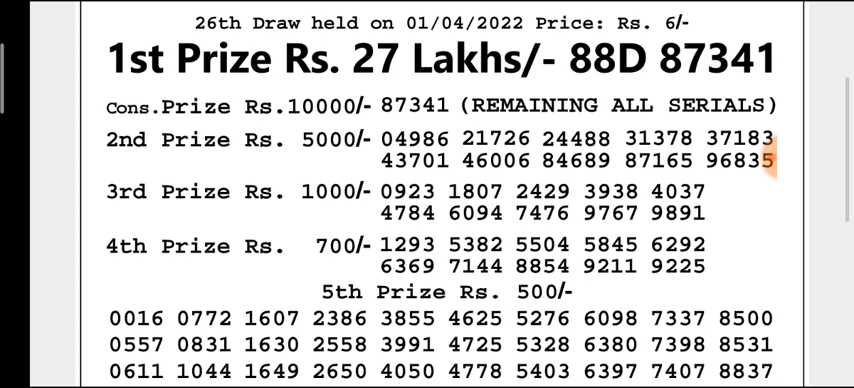 26th Draw held on 01/04/2022 Price: Rs. 6/-
1st Prize Rs. 27 Lakhs/- 88D 87341
Cons.Prize Rs.10000/- 87341 (REMAINING ALL SERIALS)
2nd Prize Rs. 5000/- 04986 21726 24488 31378 37183
43701 46006 84689 87165 96835
3rd Prize Rs. 1000/- 0923 1807 2429 3938 4037
4784 6094 7476 9767 9891
4th Prize Rs. 700/- 1293 5382 5504 5845 6292
6369 7144 8854 9211 9225
5th Prize Rs. 500/-
0016 0772 1607 2386 3855 4625 5276 6098 7337 8500
0557 0831 1630 2558 3991 4725 5328 6380 7398 8531
0611 1044 1649 2650 4050 4778 5403 6397 7407 8837